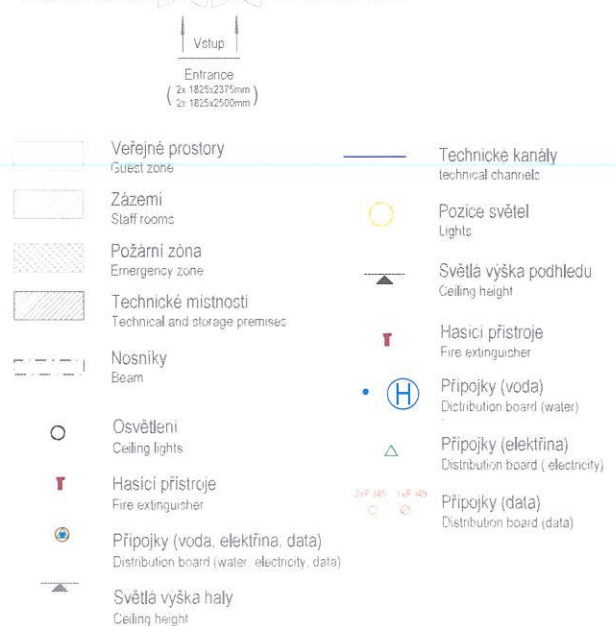 Vstup
Entrance
( 2x 1825x2375mm
2x 1825x2500mm )
Veřejné prostory
Guest zone
Zázemí
Staff rooms
Požární zóna
Emergency zone
Technické místnosti
Technical and storage premises
Nosníky
Beam
Osvětlení
Ceiling lights
Hasící přístroje
Fire extinguisher
Přípojky (voda, elektřina, data)
Distribution board (water, electricity, data)
Světlá výška haly
Ceiling height
Technické kanály
technical channels
Pozice světel
Lights
Světlá výška podhledu
Ceiling height
Hasící přístroje
Fire extinguisher
H
Přípojky (voda)
Distribution board (water)
Přípojky (elektřina)
Distribution board ( electricity)
Přípojky (data)
Distribution board (data)